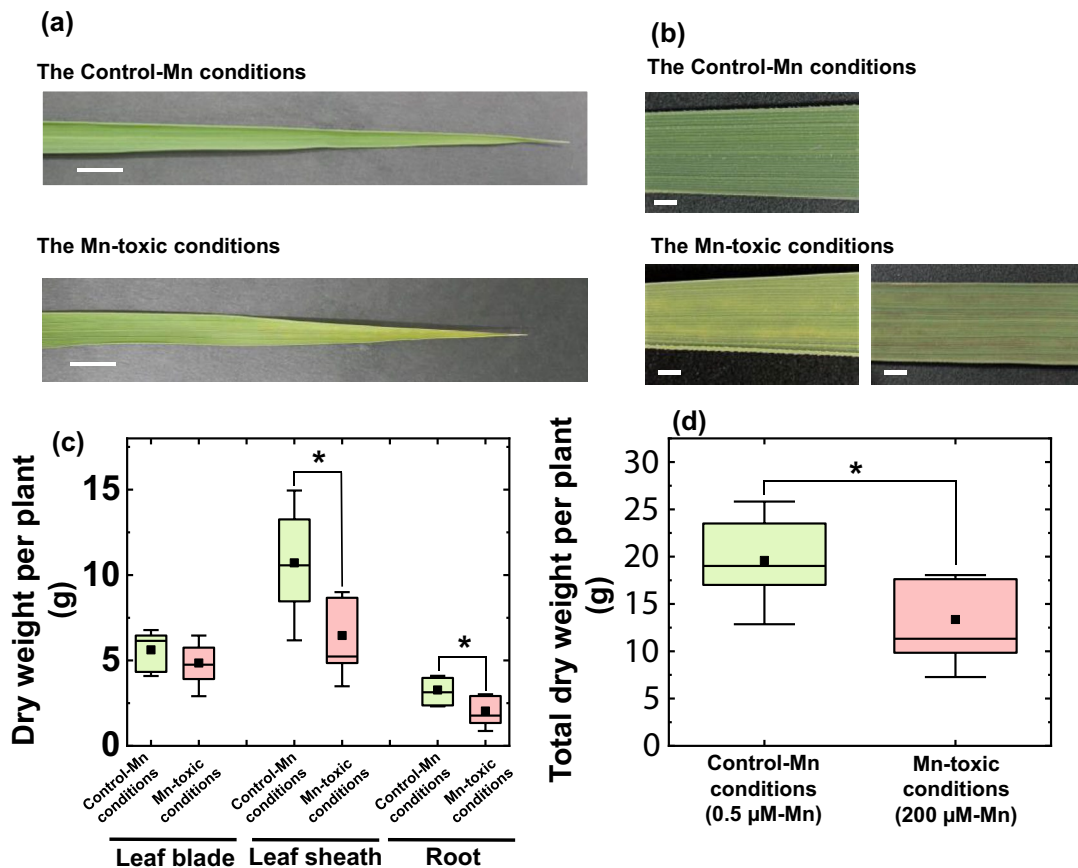 (a)
The Control-Mn conditions
The Mn-toxic conditions
(b)
The Control-Mn conditions
The Mn-toxic conditions
(c)
Dry weight per plant
(g)
15
10
5
0
*
*
Control-Mn
conditions
Mn-toxic
conditions
Control-Mn
conditions
Mn-toxic
conditions
Control-Mn
conditions
Mn-toxic
conditions
Leaf blade
Leaf sheath
Root
(d)
Total dry weight per plant
(g)
30
25
20
15
10
5
0
*
Control-Mn
conditions
(0.5 µM-Mn)
Mn-toxic
conditions
(200 µM-Mn)